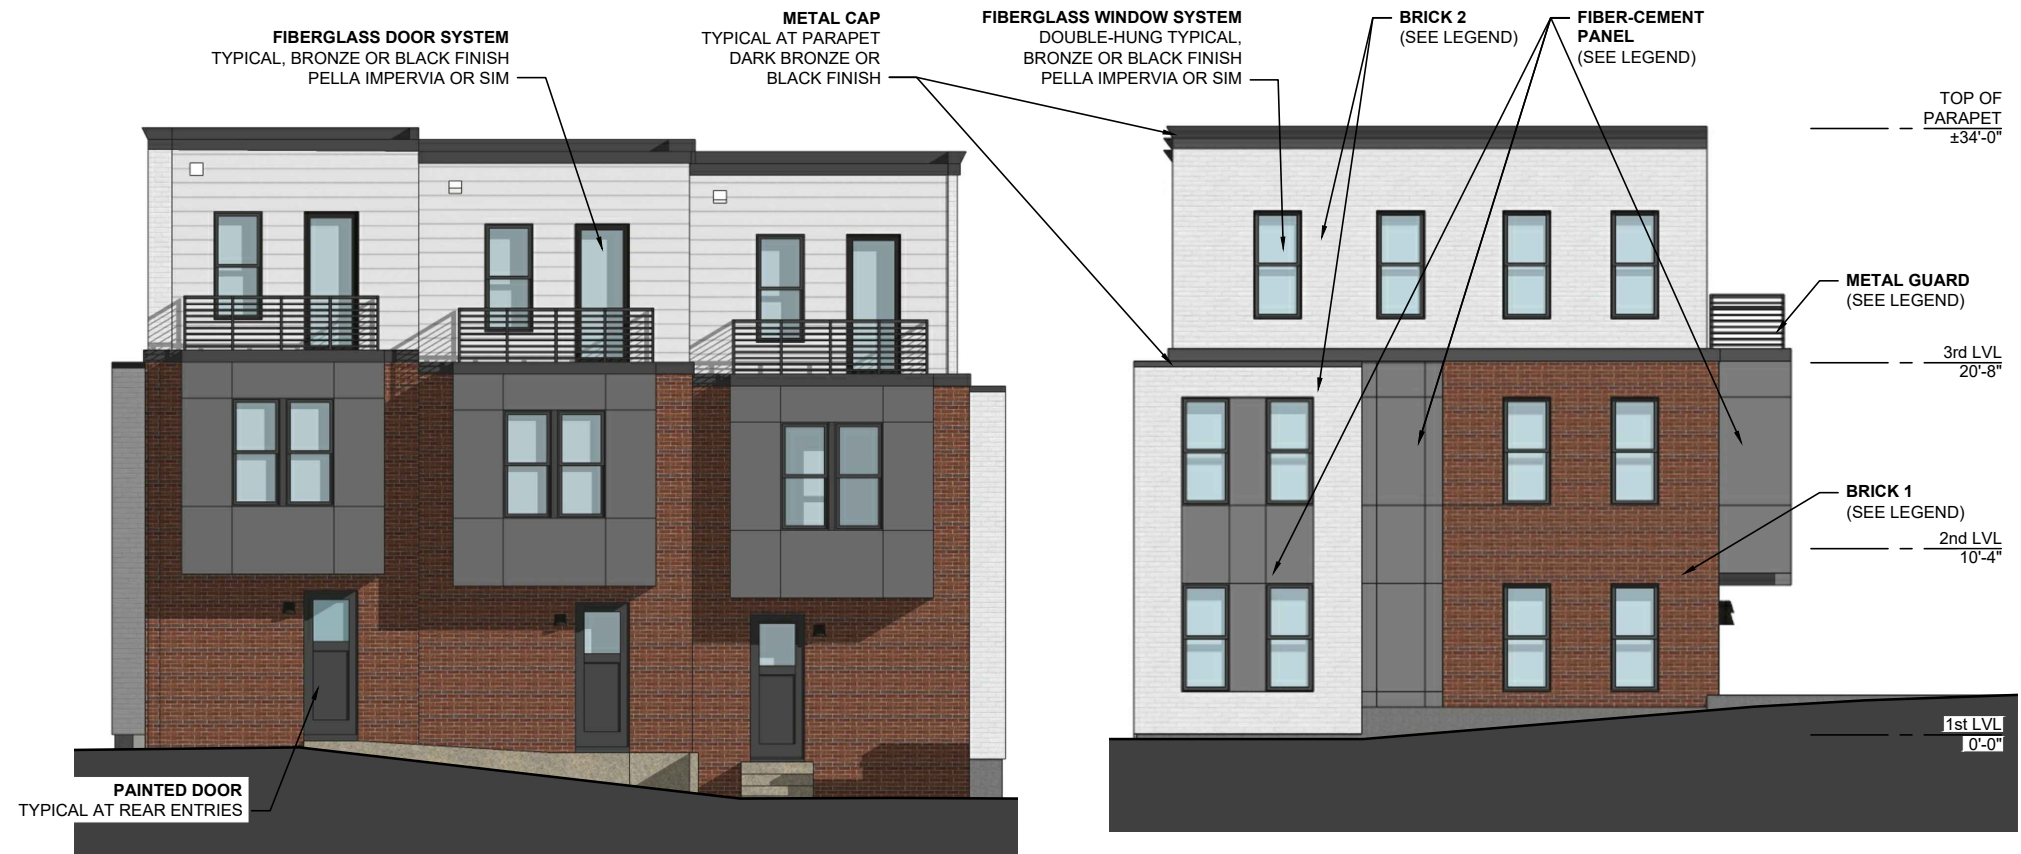 FIBERGLASS DOOR SYSTEM
TYPICAL, BRONZE OR BLACK FINISH
PELLA IMPERVIA OR SIM
METAL CAP
TYPICAL AT PARAPET
DARK BRONZE OR
BLACK FINISH
FIBERGLASS WINDOW SYSTEM
DOUBLE-HUNG TYPICAL,
BRONZE OR BLACK FINISH
PELLA IMPERVIA OR SIM
BRICK 2
(SEE LEGEND)
FIBER-CEMENT
PANEL
(SEE LEGEND)
TOP OF
PARAPET
±34'-0"
METAL GUARD
(SEE LEGEND)
3rd LVL
20'-8"
BRICK 1
(SEE LEGEND)
2nd LVL
10'-4"
1st LVL
0'-0"
PAINTED DOOR
TYPICAL AT REAR ENTRIES